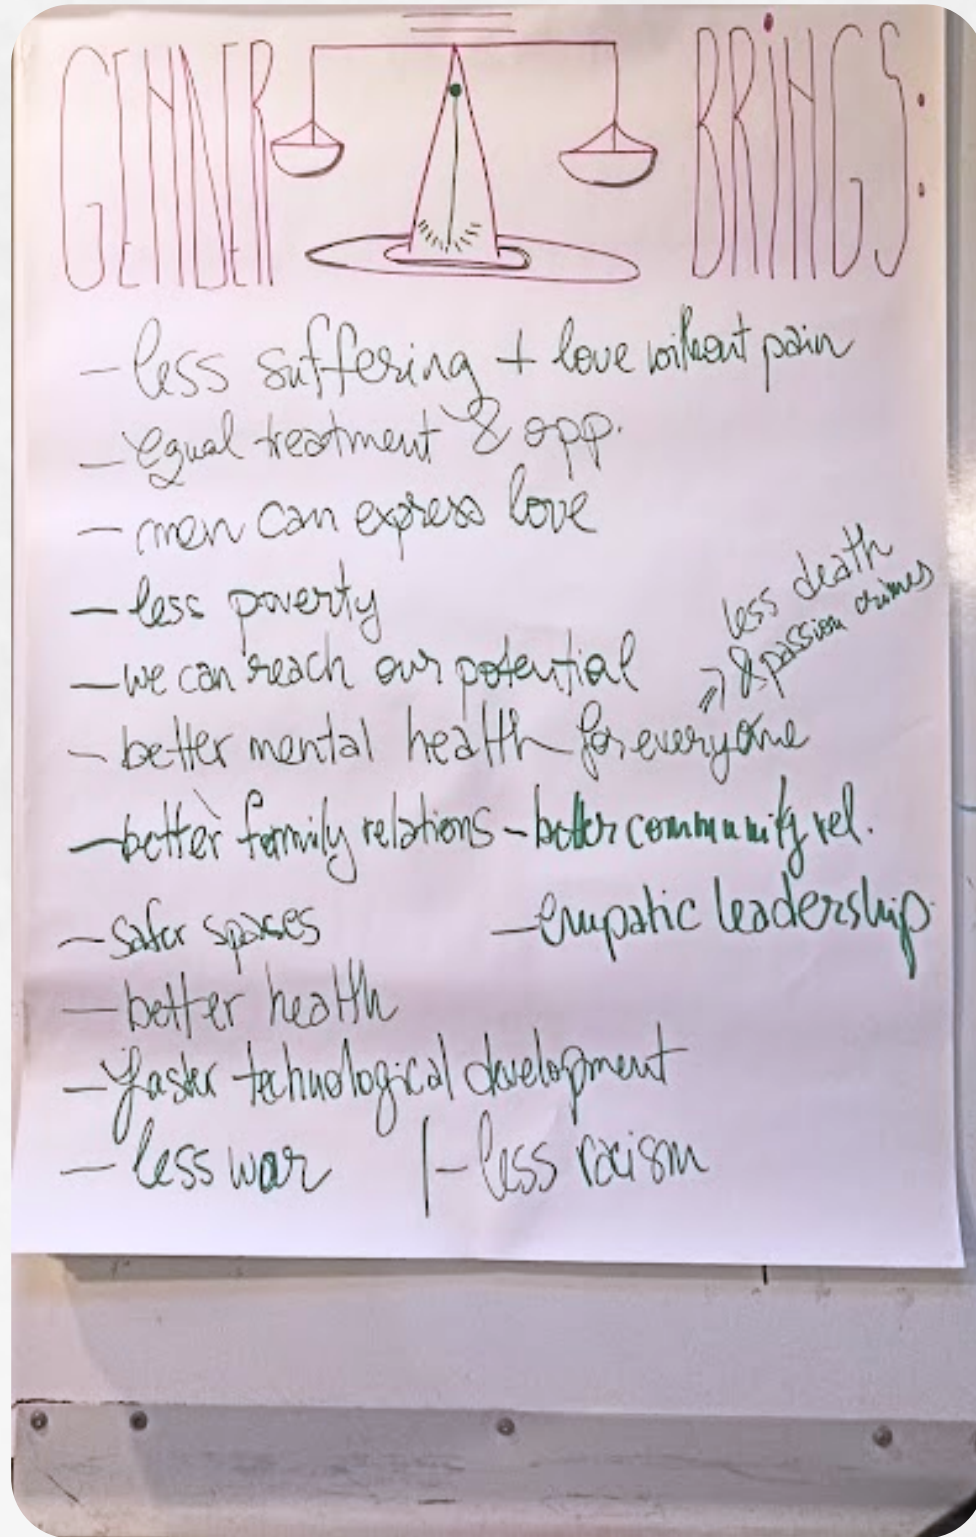 GENDER BRiNGS:
- less suffering + love without pain
- equal treatment & opp.
- men can express love
- less poverty
- we can reach our potential
- better mental health for everyone
⇒ less death
& passion crimes
- better family relations - better community rel.
- safer spases - empatic leadership
- better health
- faster technological development
- less war |- less racism